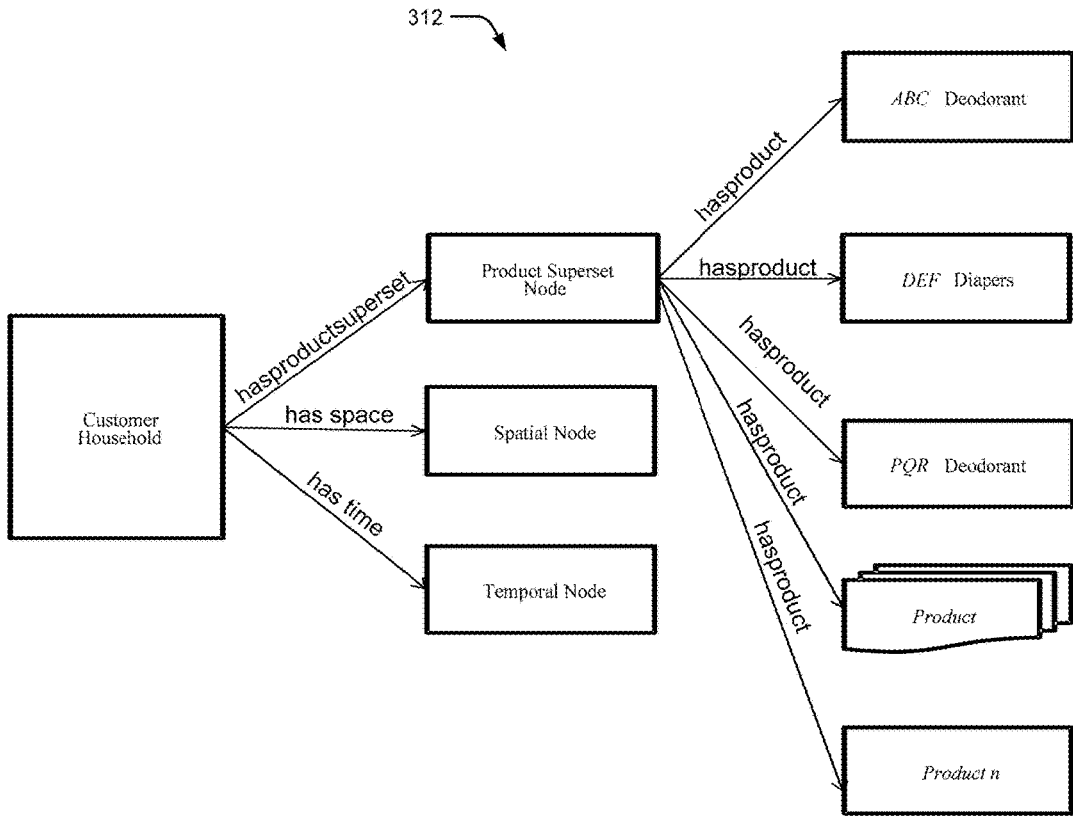 312
ABC Deodorant
hasproduct
Product Superset
Node
hasproduct
DEF Diapers
hasproductsuperset
hasproduct
Customer
Household
has space
Spatial Node
hasproduct
PQR Deodorant
has time
hasproduct
Temporal Node
Product
Product n